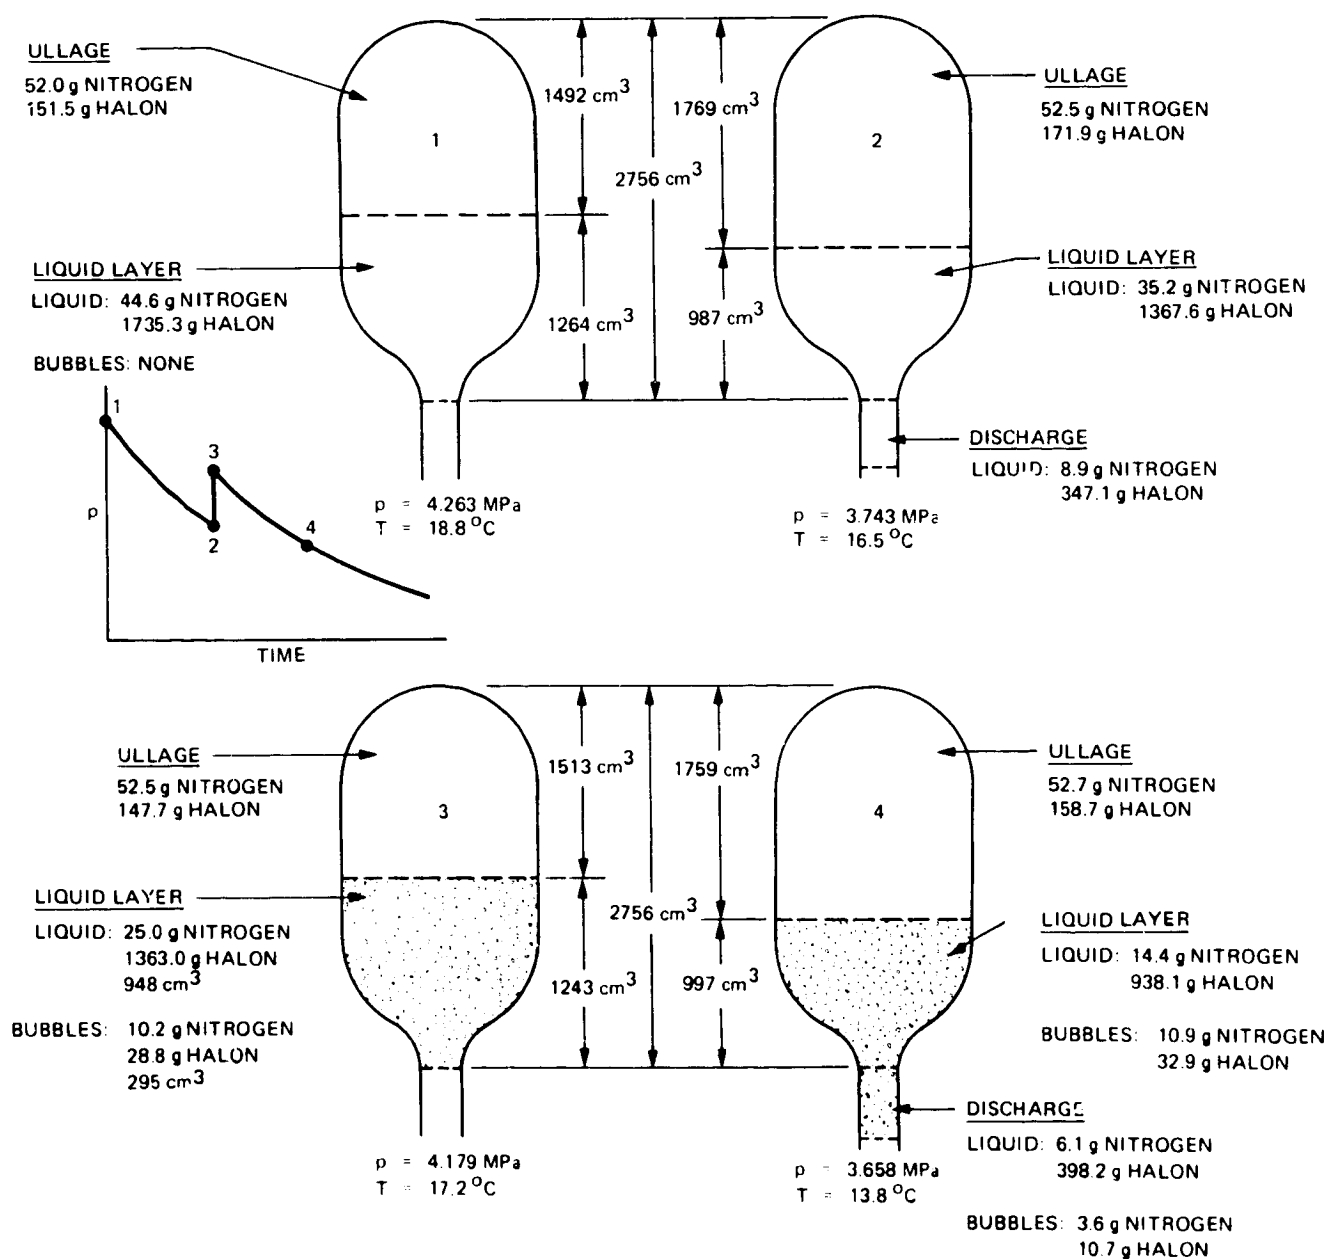 ULLAGE
52.0 g NITROGEN
151.5 g HALON
1
LIQUID LAYER
LIQUID: 44.6 g NITROGEN
1735.3 g HALON
BUBBLES: NONE
1492 cm³
1264 cm³
2756 cm³
1769 cm³
987 cm³
p = 4.263 MPa
T = 18.8 °C
2
ULLAGE
52.5 g NITROGEN
171.9 g HALON
LIQUID LAYER
LIQUID: 35.2 g NITROGEN
1367.6 g HALON
DISCHARGE
LIQUID: 8.9 g NITROGEN
347.1 g HALON
p = 3.743 MPa
T = 16.5 °C
1
3
p
2
4
TIME
ULLAGE
52.5 g NITROGEN
147.7 g HALON
3
LIQUID LAYER
LIQUID: 25.0 g NITROGEN
1363.0 g HALON
948 cm³
BUBBLES: 10.2 g NITROGEN
28.8 g HALON
295 cm³
1513 cm³
1243 cm³
2756 cm³
1759 cm³
997 cm³
p = 4.179 MPa
T = 17.2 °C
4
ULLAGE
52.7 g NITROGEN
158.7 g HALON
LIQUID LAYER
LIQUID: 14.4 g NITROGEN
938.1 g HALON
BUBBLES: 10.9 g NITROGEN
32.9 g HALON
DISCHARGE
LIQUID: 6.1 g NITROGEN
398.2 g HALON
BUBBLES: 3.6 g NITROGEN
10.7 g HALON
p = 3.658 MPa
T = 13.8 °C